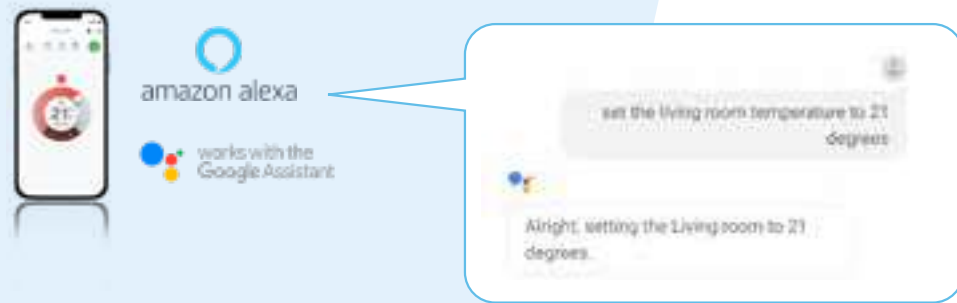 21
amazon alexa
works with the
Google Assistant
set the living room temperature to 21
degrees
Alright, setting the Living room to 21
degrees.